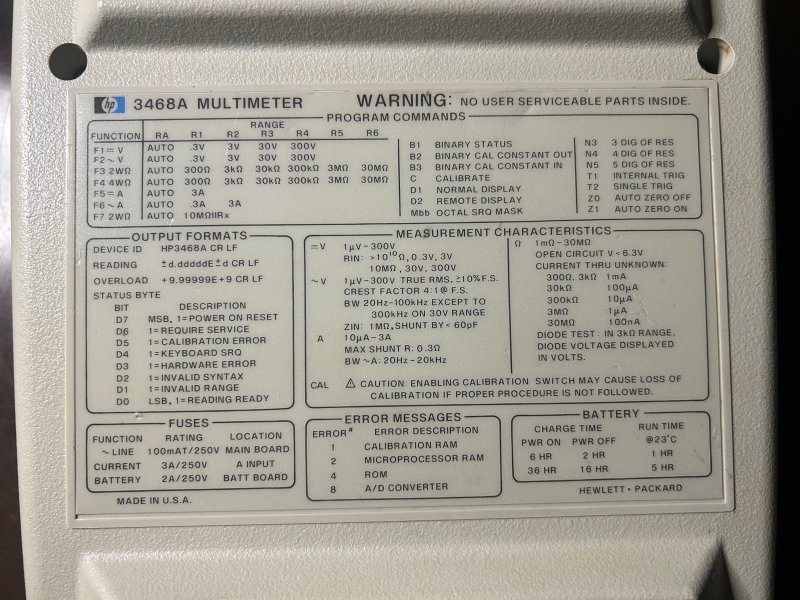 hp 3468A MULTIMETER WARNING: NO USER SERVICEABLE PARTS INSIDE.
PROGRAM COMMANDS
RANGE
FUNCTION RA R1 R2 R3 R4 R5 R6
F1 ⎓ V AUTO .3V 3V 30V 300V
F2 ~ V AUTO .3V 3V 30V 300V
F3 2WΩ AUTO 300Ω 3kΩ 30kΩ 300kΩ 3MΩ 30MΩ
F4 4WΩ AUTO 300Ω 3kΩ 30kΩ 300kΩ 3MΩ 30MΩ
F5 ⎓ A AUTO 3A
F6 ~ A AUTO .3A 3A
F7 2WΩ AUTO 10MΩIIRx
B1 BINARY STATUS
B2 BINARY CAL CONSTANT OUT
B3 BINARY CAL CONSTANT IN
C CALIBRATE
D1 NORMAL DISPLAY
D2 REMOTE DISPLAY
Mbb OCTAL SRQ MASK
N3 3 DIG OF RES
N4 4 DIG OF RES
N5 5 DIG OF RES
T1 INTERNAL TRIG
T2 SINGLE TRIG
Z0 AUTO ZERO OFF
Z1 AUTO ZERO ON
OUTPUT FORMATS
DEVICE ID HP3468A CR LF
READING ±d.dddddE±d CR LF
OVERLOAD +9.99999E+9 CR LF
STATUS BYTE
BIT DESCRIPTION
D7 MSB, 1=POWER ON RESET
D6 1=REQUIRE SERVICE
D5 1=CALIBRATION ERROR
D4 1=KEYBOARD SRQ
D3 1=HARDWARE ERROR
D2 1=INVALID SYNTAX
D1 1=INVALID RANGE
D0 LSB, 1=READING READY
MEASUREMENT CHARACTERISTICS
⎓V 1µV-300V
RIN: >10¹⁰Ω, 0.3V, 3V
10MΩ, 30V, 300V
~V 1µV-300V TRUE RMS, ≥10% F.S.
CREST FACTOR 4:1 @ F.S.
BW 20Hz-100kHz EXCEPT TO
300kHz ON 30V RANGE
ZIN: 1MΩ, SHUNT BY < 60pF
A 10µA-3A
MAX SHUNT R: 0.3Ω
BW ~A: 20Hz-20kHz
Ω 1mΩ-30MΩ
OPEN CIRCUIT V < 6.3V
CURRENT THRU UNKNOWN:
300Ω, 3kΩ 1mA
30kΩ 100µA
300kΩ 10µA
3MΩ 1µA
30MΩ 100nA
DIODE TEST: IN 3kΩ RANGE.
DIODE VOLTAGE DISPLAYED
IN VOLTS.
CAL ⚠ CAUTION: ENABLING CALIBRATION SWITCH MAY CAUSE LOSS OF
CALIBRATION IF PROPER PROCEDURE IS NOT FOLLOWED.
FUSES
FUNCTION RATING LOCATION
~ LINE 100mAT/250V MAIN BOARD
CURRENT 3A/250V A INPUT
BATTERY 2A/250V BATT BOARD
ERROR MESSAGES
ERROR# ERROR DESCRIPTION
1 CALIBRATION RAM
2 MICROPROCESSOR RAM
4 ROM
8 A/D CONVERTER
BATTERY
CHARGE TIME RUN TIME
PWR ON PWR OFF @23°C
6 HR 2 HR 1 HR
36 HR 16 HR 5 HR
MADE IN U.S.A.
HEWLETT • PACKARD